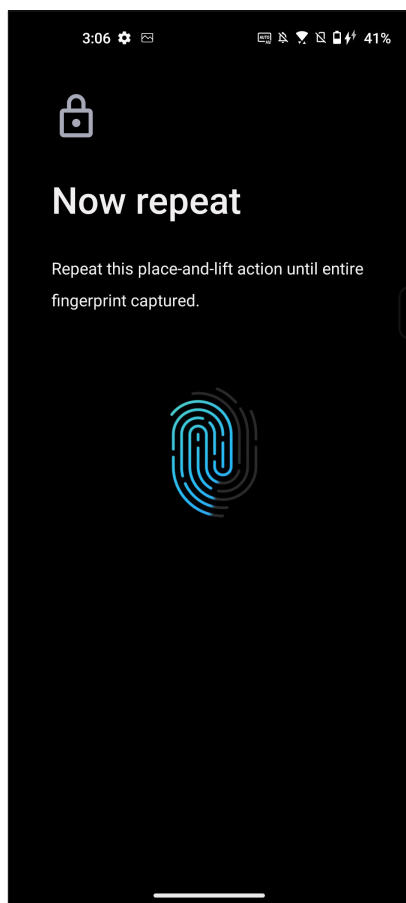 3:06 41%
Now repeat
Repeat this place-and-lift action until entire
fingerprint captured.